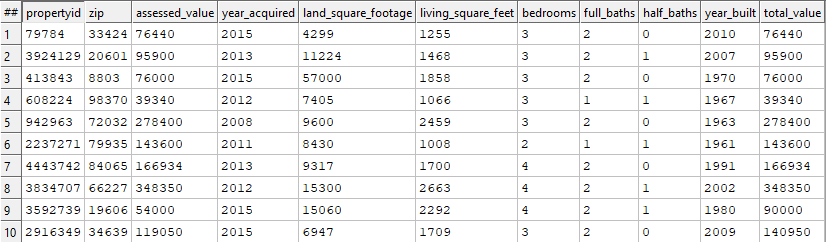 ## propertyid zip assessed_value year_acquired land_square_footage living_square_feet bedrooms full_baths half_baths year_built total_value
1 79784 33424 76440 2015 4299 1255 3 2 0 2010 76440
2 3924129 20601 95900 2013 11224 1468 3 2 1 2007 95900
3 413843 8803 76000 2015 57000 1858 3 2 0 1970 76000
4 608224 98370 39340 2012 7405 1066 3 1 1 1967 39340
5 942963 72032 278400 2008 9600 2459 3 2 0 1963 278400
6 2237271 79935 143600 2011 8430 1008 2 1 1 1961 143600
7 4443742 84065 166934 2013 9317 1700 4 2 0 1991 166934
8 3834707 66227 348350 2012 15300 2663 4 2 1 2002 348350
9 3592739 19606 54000 2015 15060 2292 4 2 1 1980 90000
10 2916349 34639 119050 2015 6947 1709 3 2 0 2009 140950